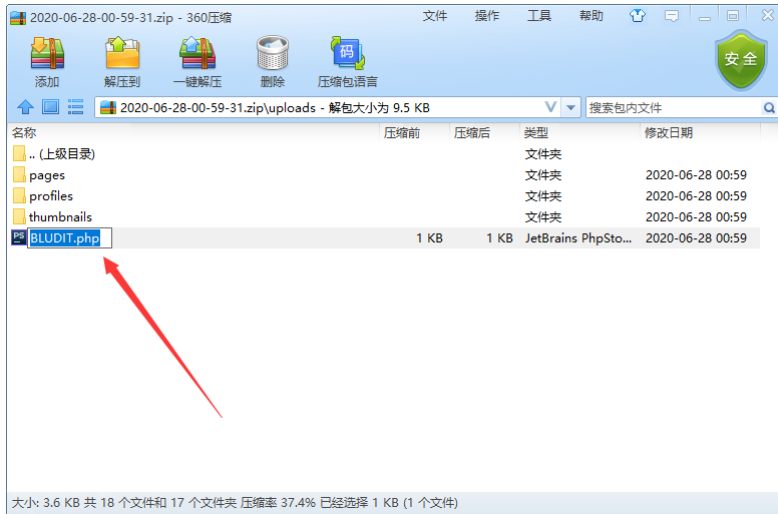 2020-06-28-00-59-31.zip - 360压缩 文件 操作 工具 帮助
码 安全
添加 解压到 一键解压 删除 压缩包语言
2020-06-28-00-59-31.zip\uploads - 解包大小为 9.5 KB 搜索包内文件
名称 压缩前 压缩后 类型 修改日期
.. (上级目录) 文件夹
pages 文件夹 2020-06-28 00:59
profiles 文件夹 2020-06-28 00:59
thumbnails 文件夹 2020-06-28 00:59
PS BLUDIT.php 1 KB 1 KB JetBrains PhpSto... 2020-06-28 00:59
大小: 3.6 KB 共 18 个文件和 17 个文件夹 压缩率 37.4% 已经选择 1 KB (1 个文件)